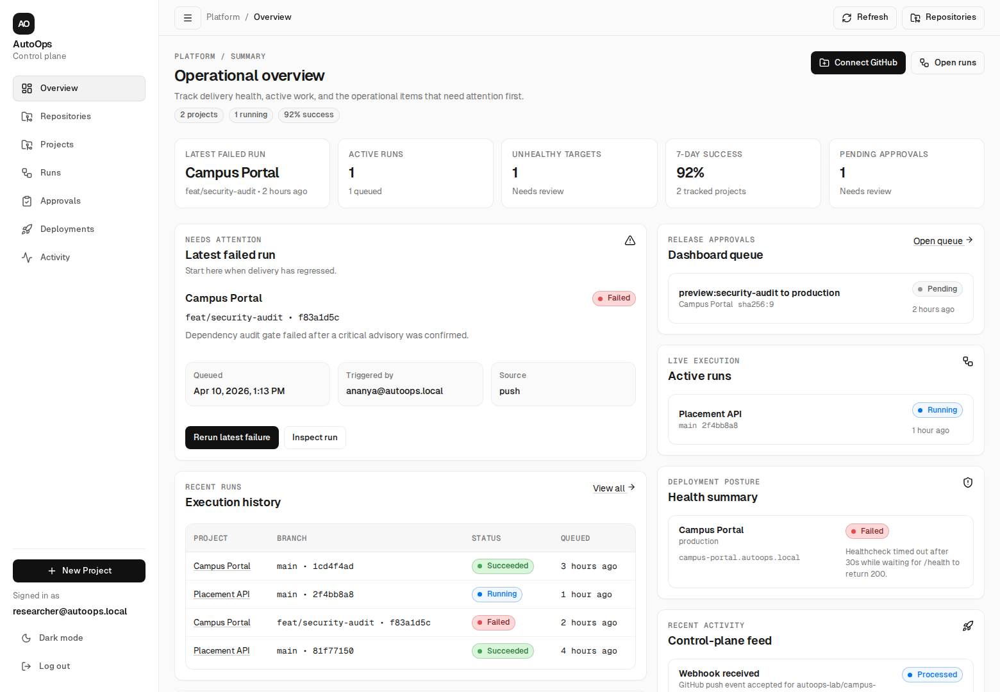 AO
AutoOps
Control plane
Overview
Repositories
Projects
Runs
Approvals
Deployments
Activity
New Project
Signed in as
researcher@autoops.local
Dark mode
Log out
Platform / Overview
Refresh
Repositories
PLATFORM / SUMMARY
Operational overview
Track delivery health, active work, and the operational items that need attention first.
2 projects
1 running
92% success
Connect GitHub
Open runs
LATEST FAILED RUN
Campus Portal
feat/security-audit • 2 hours ago
ACTIVE RUNS
1
1 queued
UNHEALTHY TARGETS
1
Needs review
7-DAY SUCCESS
92%
2 tracked projects
PENDING APPROVALS
1
Needs review
NEEDS ATTENTION
Latest failed run
Start here when delivery has regressed.
Campus Portal
Failed
feat/security-audit • f83a1d5c
Dependency audit gate failed after a critical advisory was confirmed.
Queued
Apr 10, 2026, 1:13 PM
Triggered by
ananya@autoops.local
Source
push
Rerun latest failure
Inspect run
RECENT RUNS
Execution history
View all
PROJECT BRANCH STATUS QUEUED
Campus Portal main • 1cd4f4ad Succeeded 3 hours ago
Placement API main • 2f4bb8a8 Running 1 hour ago
Campus Portal feat/security-audit • f83a1d5c Failed 2 hours ago
Placement API main • 81f77150 Succeeded 4 hours ago
RELEASE APPROVALS
Dashboard queue
Open queue
preview:security-audit to production
Campus Portal sha256:9
Pending
2 hours ago
LIVE EXECUTION
Active runs
Placement API
main 2f4bb8a8
Running
1 hour ago
DEPLOYMENT POSTURE
Health summary
Campus Portal
production
campus-portal.autoops.local
Failed
Healthcheck timed out after
30s while waiting for /health to
return 200.
RECENT ACTIVITY
Control-plane feed
Webhook received
GitHub push event accepted for autoops-lab/campus-
Processed